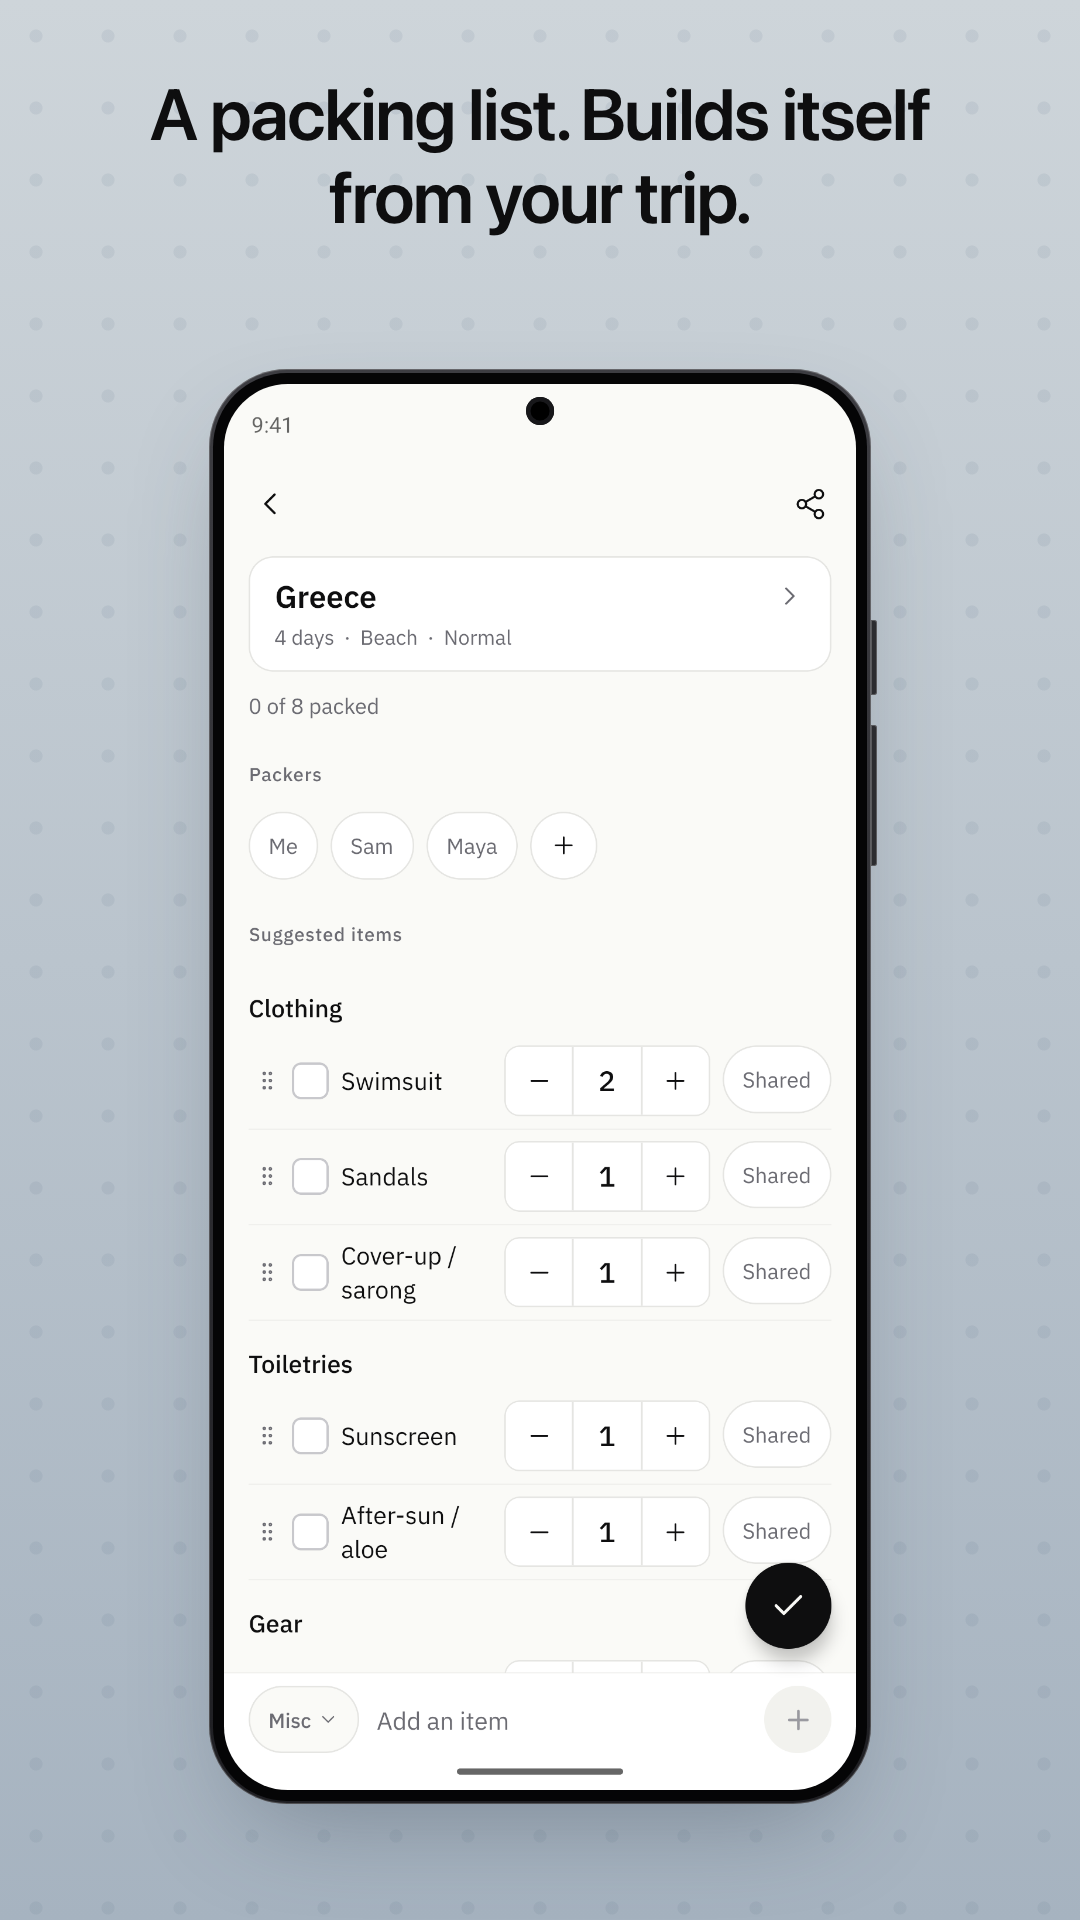 A packing list. Builds itself
from your trip.
9:41
Greece
4 days · Beach · Normal
0 of 8 packed
Packers
Me Sam Maya +
Suggested items
Clothing
Swimsuit − 2 + Shared
Sandals − 1 + Shared
Cover-up /
sarong − 1 + Shared
Toiletries
Sunscreen − 1 + Shared
After-sun /
aloe − 1 + Shared
Gear
Misc Add an item +